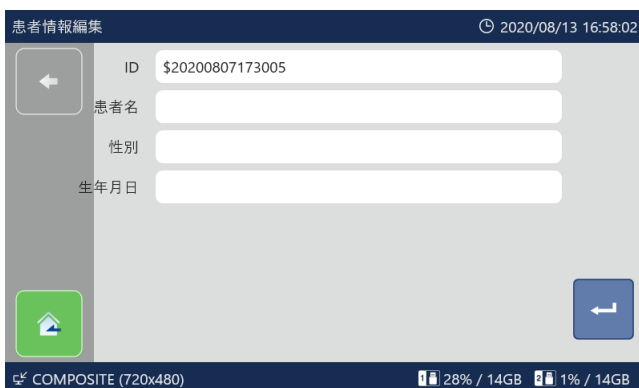 患者情報編集 2020/08/13 16:58:02
ID $20200807173005
患者名
性別
生年月日
COMPOSITE (720x480) 1 28% / 14GB 2 1% / 14GB